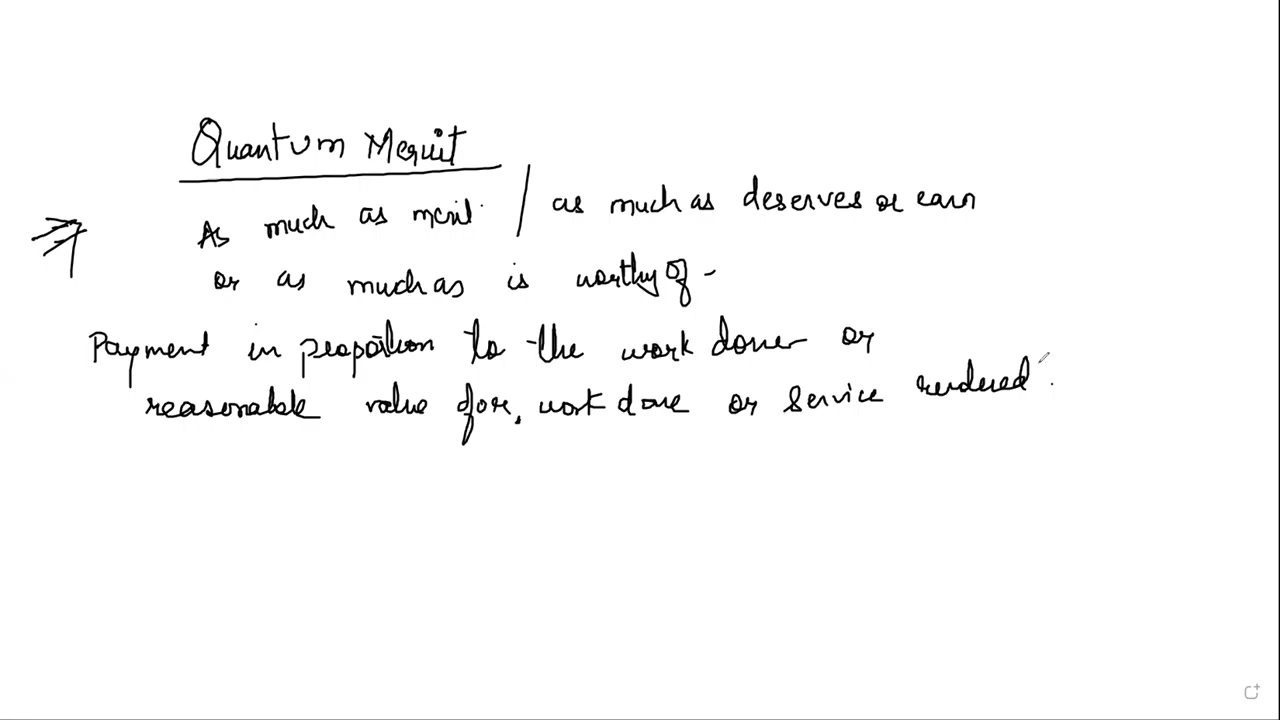 Quantum Meruit
As much as merit / as much as deserves or earn
or as much as is worthy of -
Payment in propotion to the work done or
reasonable value for, work done or service rendered.